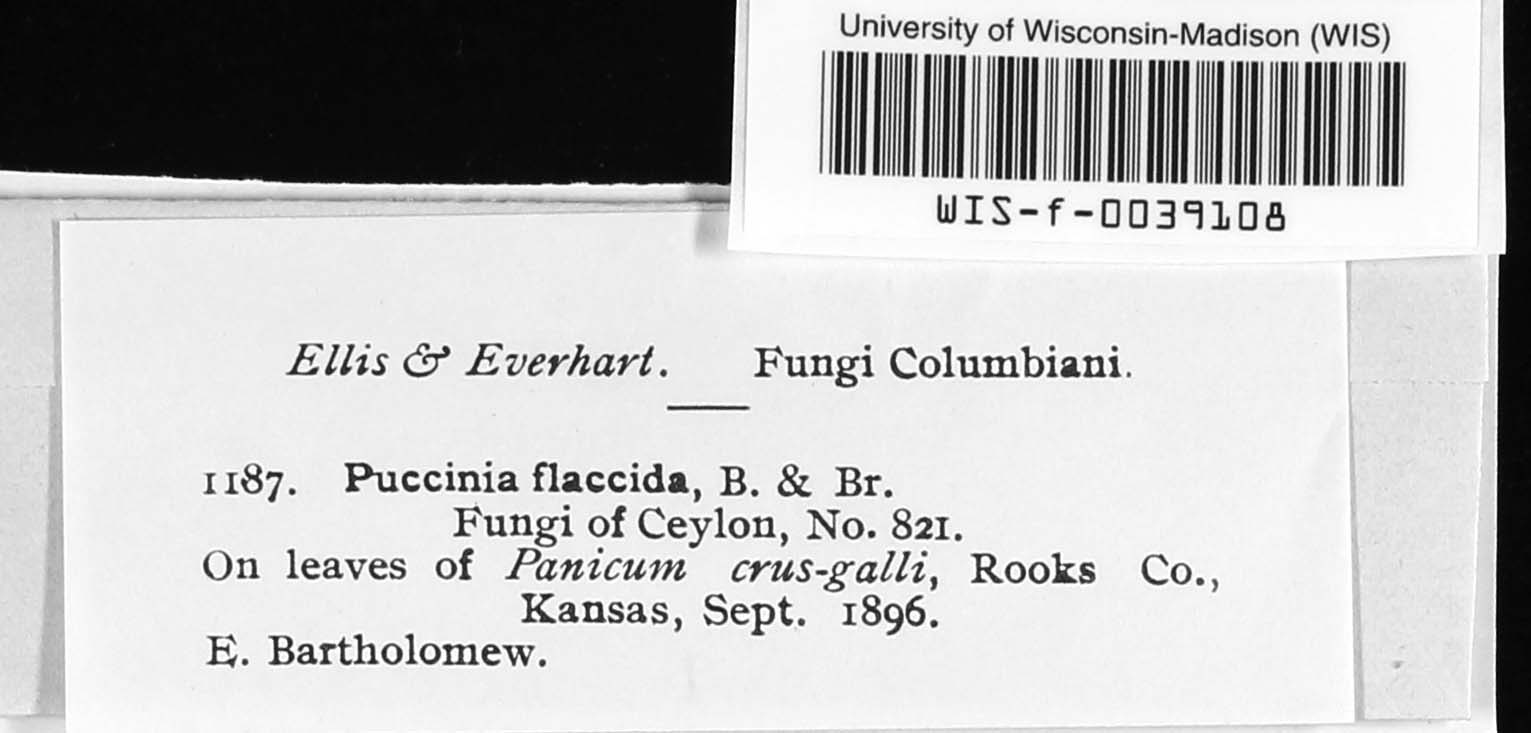 University of Wisconsin-Madison (WIS)
WIS-f-0039108
Ellis & Everhart. Fungi Columbiani.
1187. Puccinia flaccida, B. & Br.
Fungi of Ceylon, No. 821.
On leaves of Panicum crus-galli, Rooks Co.,
Kansas, Sept. 1896.
E. Bartholomew.